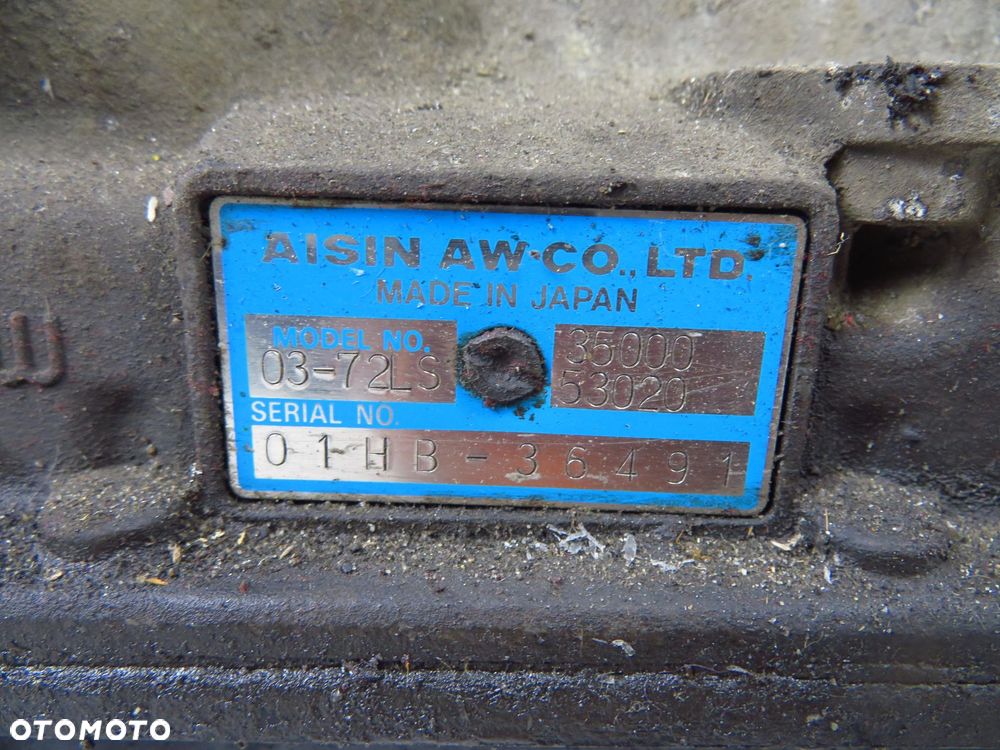 AISIN AW CO., LTD.
MADE IN JAPAN
MODEL NO.
03-72LS
35000
53020
SERIAL NO.
01HB-36491
OTOMOTO